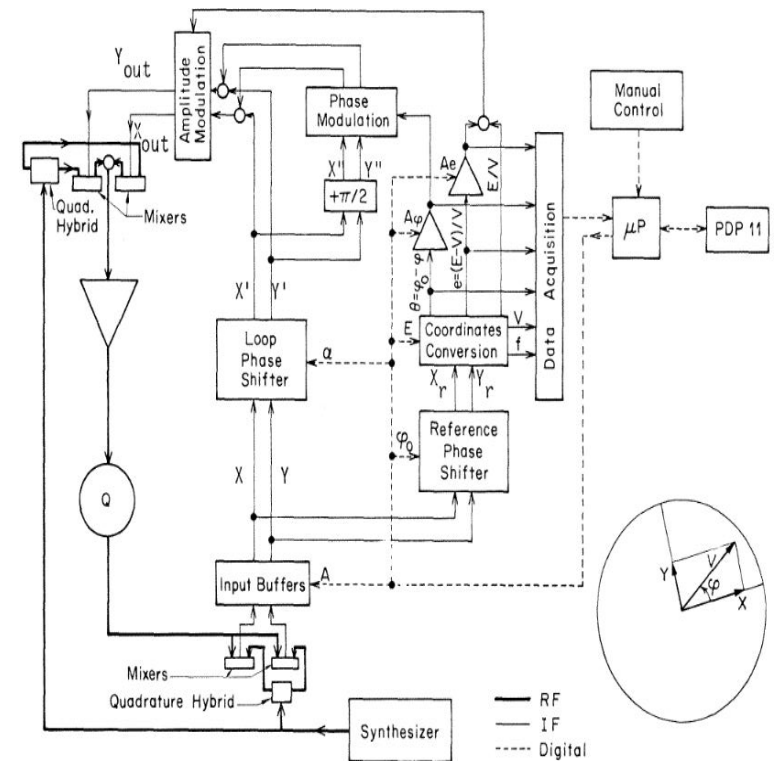 Y out
X out
Amplitude
Modulation
Phase
Modulation
Manual
Control
Quad.
Hybrid
Mixers
X" Y"
+π/2
Ae
E/V
Aφ
e=(E-V)/V
θ=φ₀-φ
Data Acquisition
μP
PDP 11
X' Y'
Loop
Phase
Shifter
α
E
Coordinates
Conversion
V
f
Xr Yr
φ₀
Reference
Phase
Shifter
X Y
Input Buffers
A
Mixers
Quadrature Hybrid
Synthesizer
Y V φ X
RF
IF
Digital